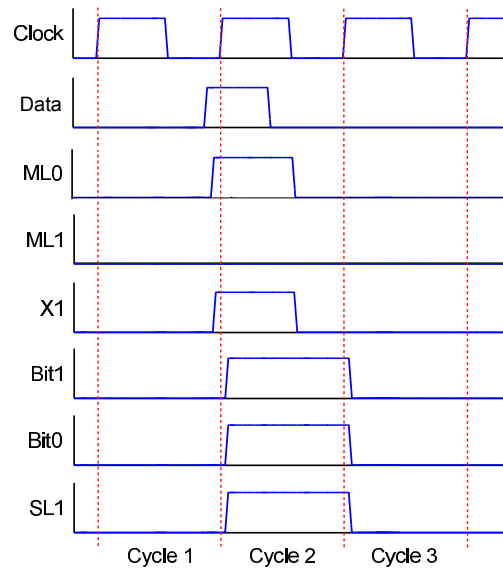 Clock
Data
ML0
ML1
X1
Bit1
Bit0
SL1
Cycle 1 Cycle 2 Cycle 3